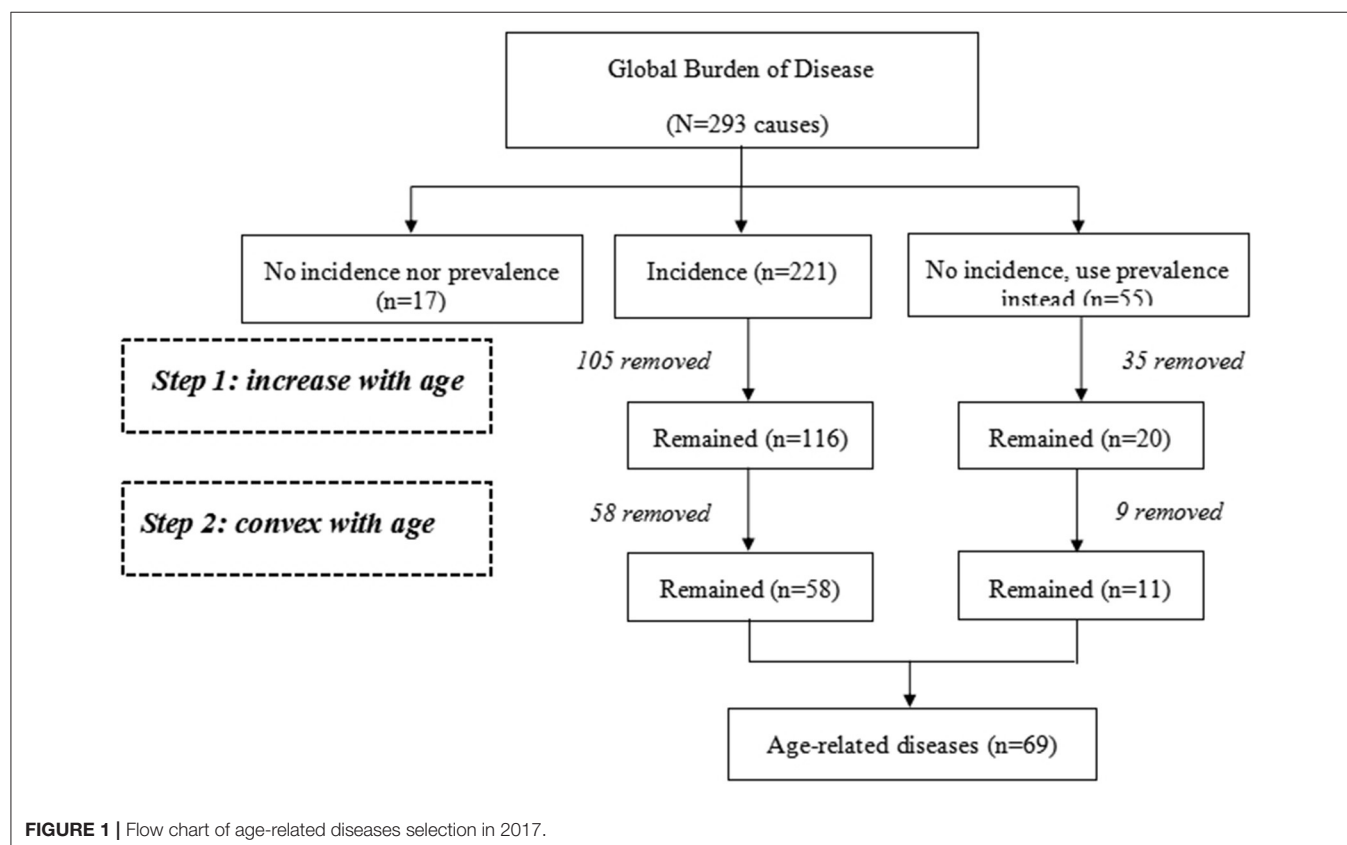 Global Burden of Disease
(N=293 causes)
No incidence nor prevalence
(n=17)
Incidence (n=221)
No incidence, use prevalence
instead (n=55)
105 removed
35 removed
Step 1: increase with age
Remained (n=116)
Remained (n=20)
Step 2: convex with age
58 removed
9 removed
Remained (n=58)
Remained (n=11)
Age-related diseases (n=69)
FIGURE 1 | Flow chart of age-related diseases selection in 2017.